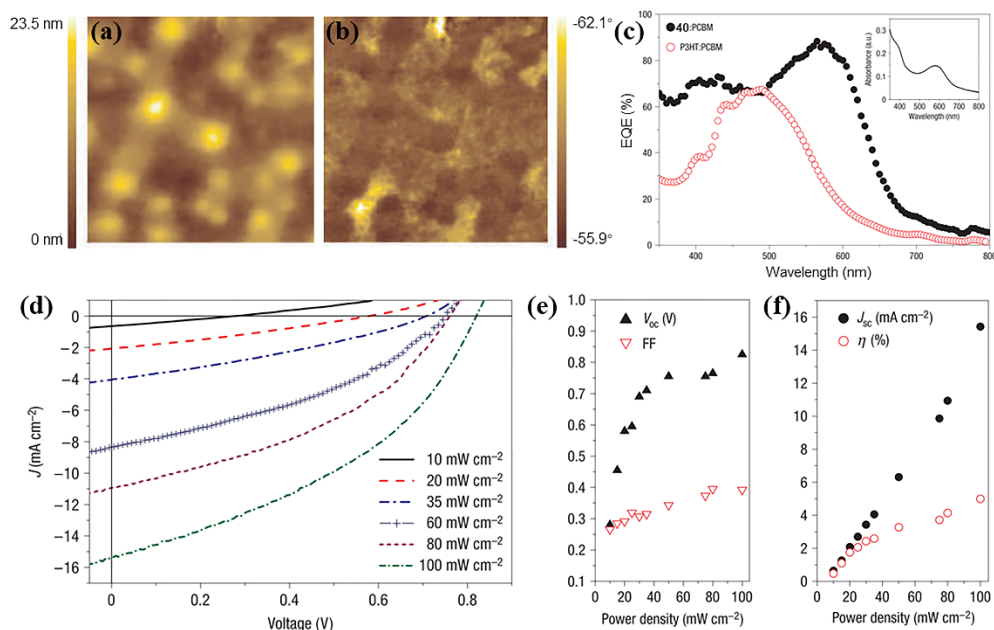 23.5 nm
(a)
0 nm
(b)
-62.1°
-55.9°
(c)
EQE (%)
100
80
60
40
20
0
40:PCBM
P3HT:PCBM
400
500
600
700
800
Wavelength (nm)
Absorbance (a.u.)
0.3
0.2
0.1
0
400 500 600 700 800
Wavelength (nm)
(d)
J (mA cm⁻²)
0
−2
−4
−6
−8
−10
−12
−14
−16
10 mW cm⁻²
20 mW cm⁻²
35 mW cm⁻²
60 mW cm⁻²
80 mW cm⁻²
100 mW cm⁻²
0
0.2
0.4
0.6
0.8
Voltage (V)
(e)
1.0
0.9
0.8
0.7
0.6
0.5
0.4
0.3
0.2
0.1
Voc (V)
FF
0 20 40 60 80 100
Power density (mW cm⁻²)
(f)
16
14
12
10
8
6
4
2
0
Jsc (mA cm⁻²)
η (%)
0 20 40 60 80 100
Power density (mW cm⁻²)